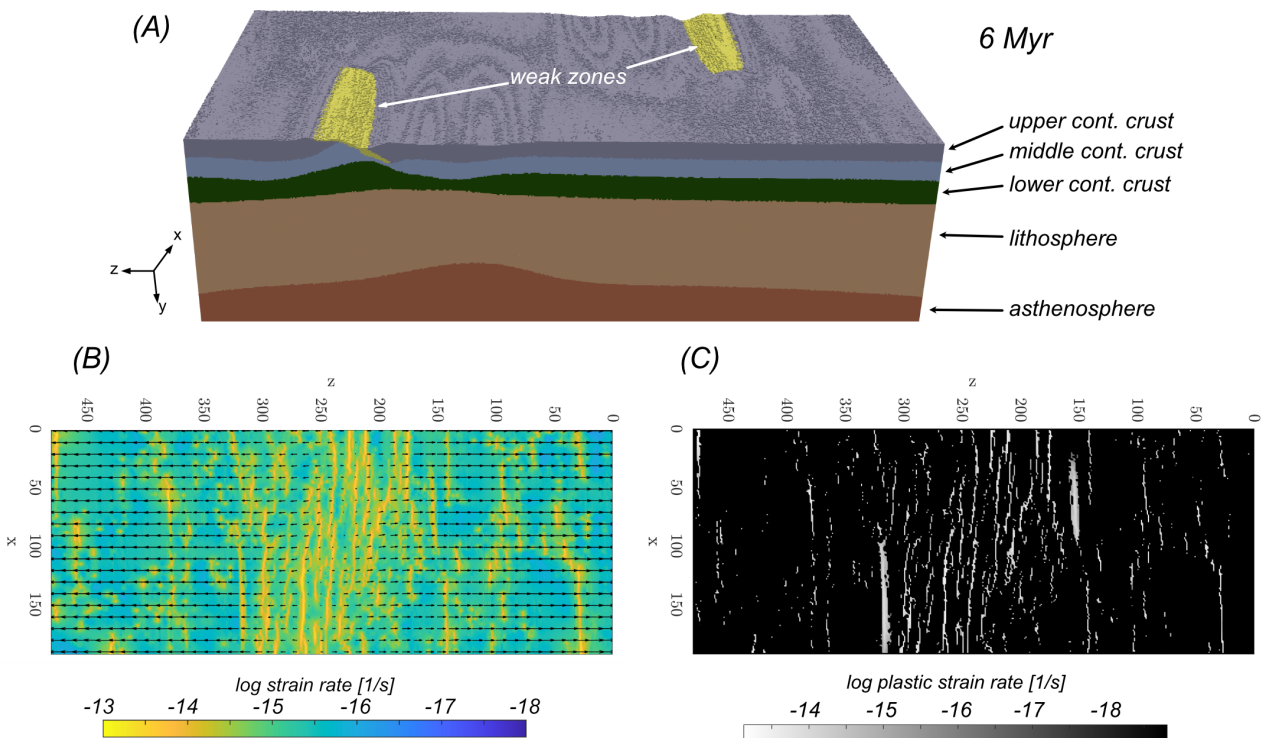 (A)
6 Myr
weak zones
upper cont. crust
middle cont. crust
lower cont. crust
lithosphere
asthenosphere
x
z
y
(B)
z
450 400 350 300 250 200 150 100 50 0
0
50
100
150
x
log strain rate [1/s]
-13 -14 -15 -16 -17 -18
(C)
z
450 400 350 300 250 200 150 100 50 0
0
50
100
150
x
log plastic strain rate [1/s]
-14 -15 -16 -17 -18